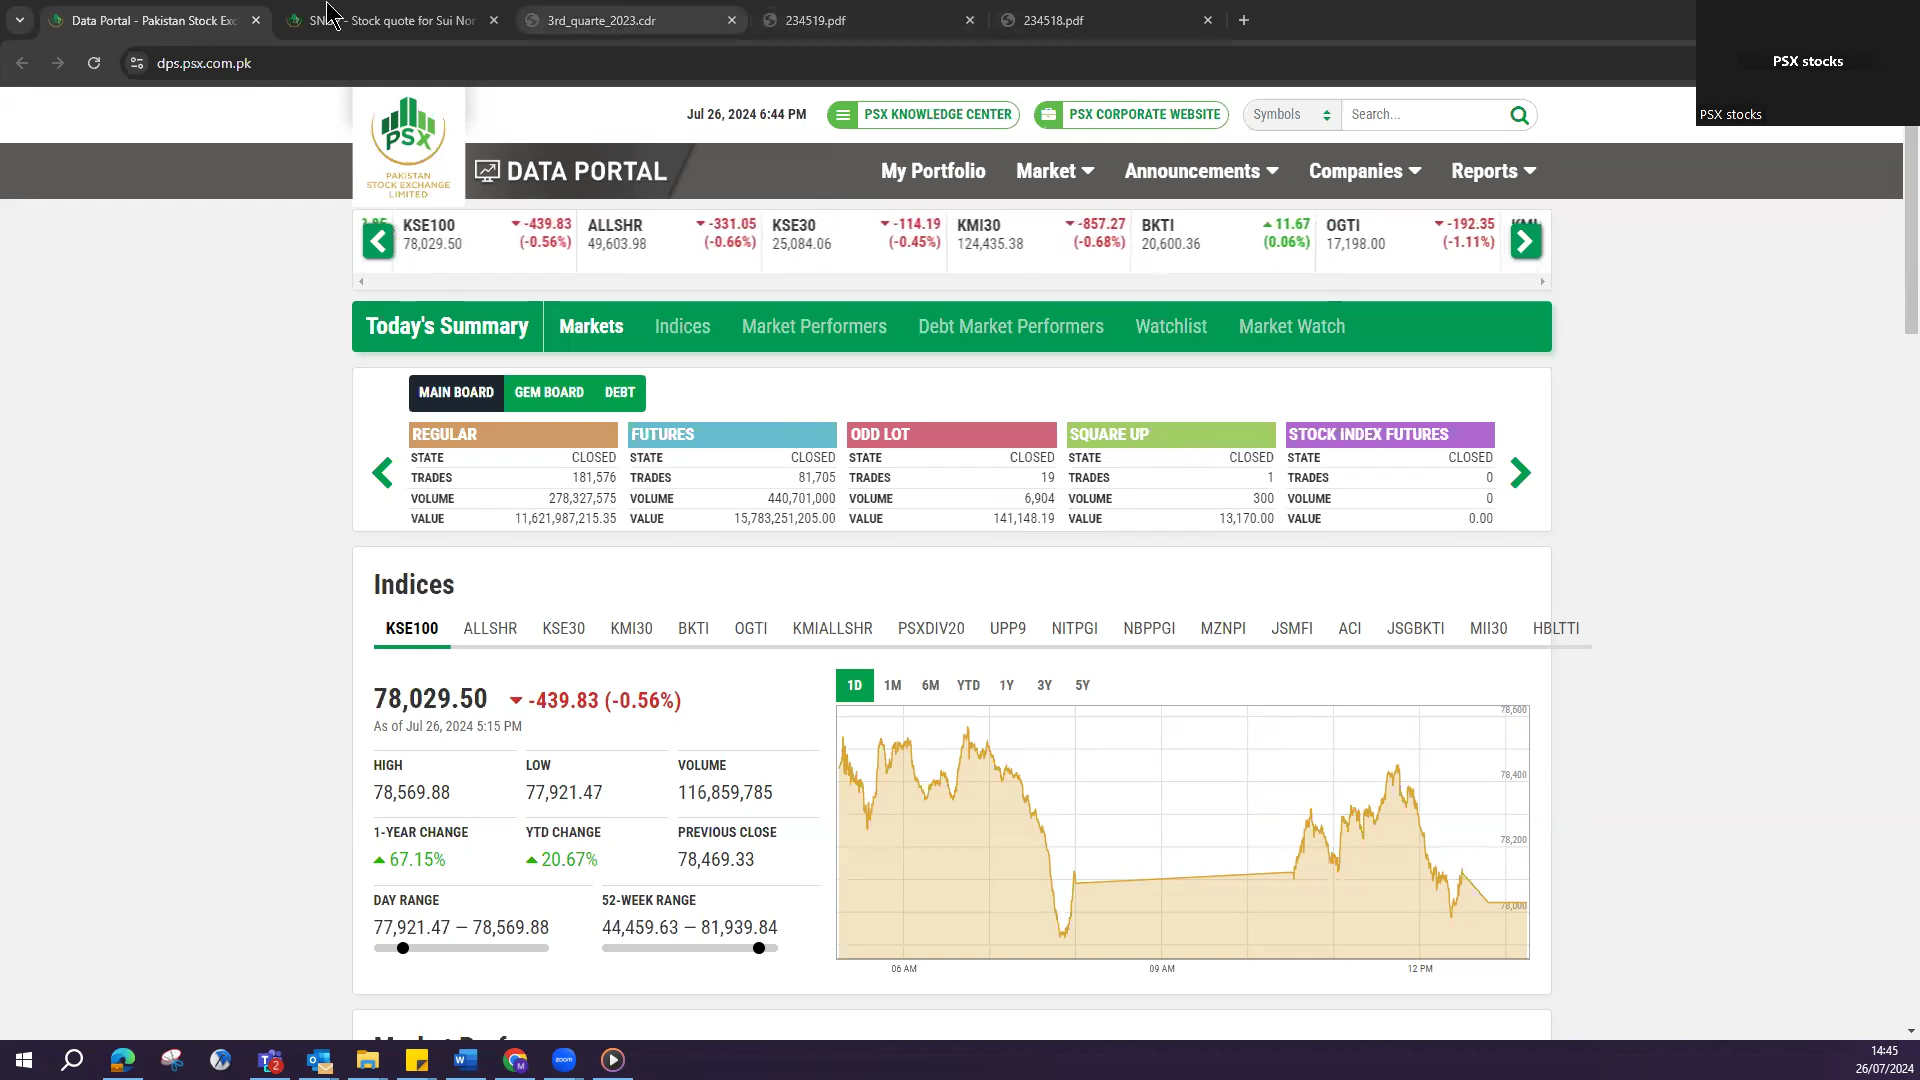 Data Portal - Pakistan Stock Exc
Stock quote for Sui Nor
3rd_quarte_2023.cdr
234519.pdf
234518.pdf
dps.psx.com.pk
PSX stocks
PSX stocks
PSX
PAKISTAN
STOCK EXCHANGE
LIMITED
Jul 26, 2024 6:44 PM
PSX KNOWLEDGE CENTER
PSX CORPORATE WEBSITE
Symbols
Search...
DATA PORTAL
My Portfolio
Market
Announcements
Companies
Reports
KSE100 -439.83
78,029.50 (-0.56%)
ALLSHR -331.05
49,603.98 (-0.66%)
KSE30 -114.19
25,084.06 (-0.45%)
KMI30 -857.27
124,435.38 (-0.68%)
BKTI 11.67
20,600.36 (0.06%)
OGTI -192.35
17,198.00 (-1.11%)
Today's Summary
Markets
Indices
Market Performers
Debt Market Performers
Watchlist
Market Watch
MAIN BOARD
GEM BOARD
DEBT
REGULAR
STATE CLOSED
TRADES 181,576
VOLUME 278,327,575
VALUE 11,621,987,215.35
FUTURES
STATE CLOSED
TRADES 81,705
VOLUME 440,701,000
VALUE 15,783,251,205.00
ODD LOT
STATE CLOSED
TRADES 19
VOLUME 6,904
VALUE 141,148.19
SQUARE UP
STATE CLOSED
TRADES 1
VOLUME 300
VALUE 13,170.00
STOCK INDEX FUTURES
STATE CLOSED
TRADES 0
VOLUME 0
VALUE 0.00
Indices
KSE100
ALLSHR
KSE30
KMI30
BKTI
OGTI
KMIALLSHR
PSXDIV20
UPP9
NITPGI
NBPPGI
MZNPI
JSMFI
ACI
JSGBKTI
MII30
HBLTTI
78,029.50 -439.83 (-0.56%)
As of Jul 26, 2024 5:15 PM
HIGH
78,569.88
LOW
77,921.47
VOLUME
116,859,785
1-YEAR CHANGE
67.15%
YTD CHANGE
20.67%
PREVIOUS CLOSE
78,469.33
DAY RANGE
77,921.47 — 78,569.88
52-WEEK RANGE
44,459.63 — 81,939.84
1D
1M
6M
YTD
1Y
3Y
5Y
78,600
78,400
78,200
78,000
06 AM
09 AM
12 PM
2
zoom
14:45
26/07/2024